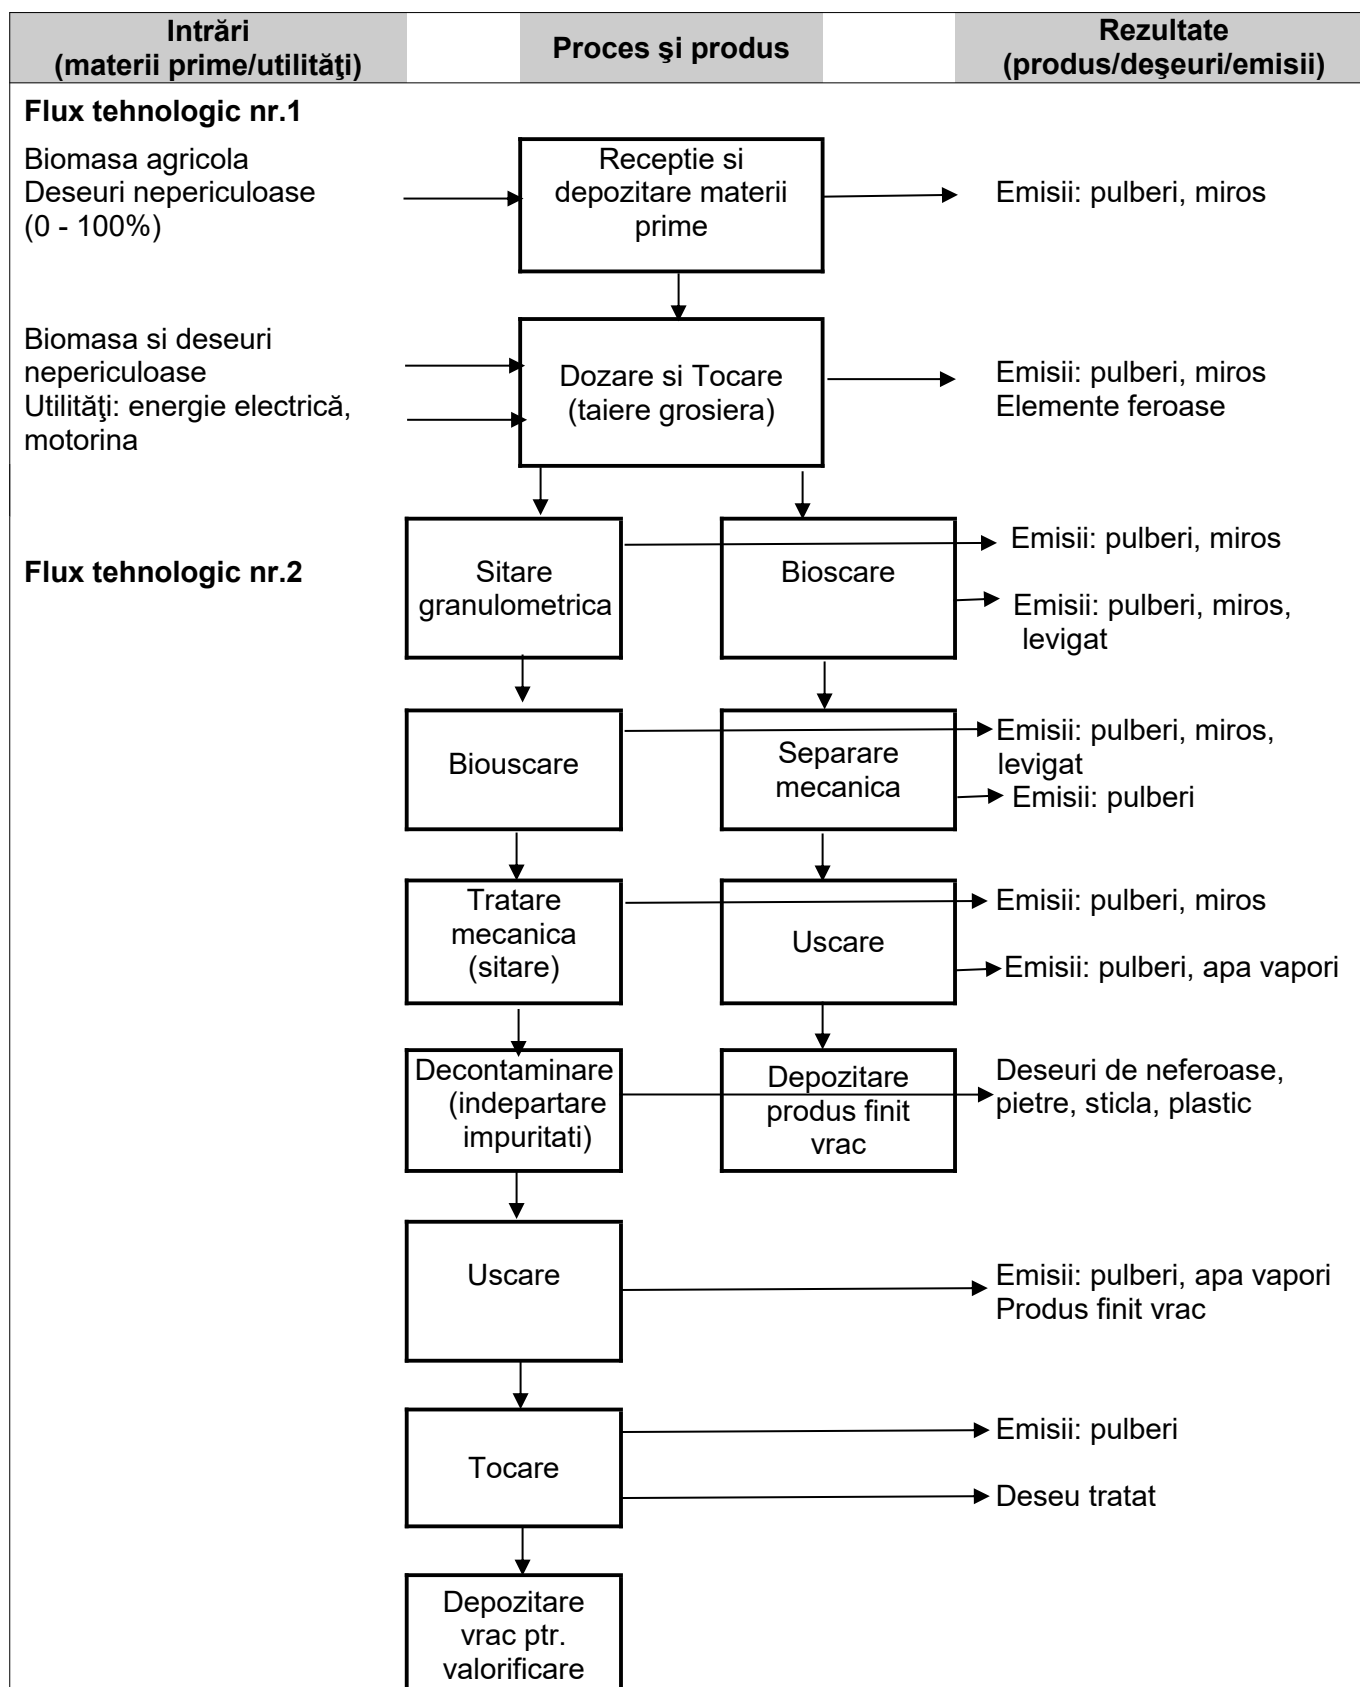 Intrări
(materii prime/utilităţi)
Proces şi produs
Rezultate
(produs/deşeuri/emisii)
Flux tehnologic nr.1
Biomasa agricola
Deseuri nepericuloase
(0 - 100%)
Receptie si
depozitare materii
prime
Emisii: pulberi, miros
Biomasa si deseuri
nepericuloase
Utilităţi: energie electrică,
motorina
Dozare si Tocare
(taiere grosiera)
Emisii: pulberi, miros
Elemente feroase
Flux tehnologic nr.2
Sitare
granulometrica
Bioscare
Emisii: pulberi, miros
Emisii: pulberi, miros,
levigat
Biouscare
Separare
mecanica
Emisii: pulberi, miros,
levigat
Emisii: pulberi
Tratare
mecanica
(sitare)
Uscare
Emisii: pulberi, miros
Emisii: pulberi, apa vapori
Decontaminare
(indepartare
impuritati)
Depozitare
produs finit
vrac
Deseuri de neferoase,
pietre, sticla, plastic
Uscare
Emisii: pulberi, apa vapori
Produs finit vrac
Tocare
Emisii: pulberi
Deseu tratat
Depozitare
vrac ptr.
valorificare